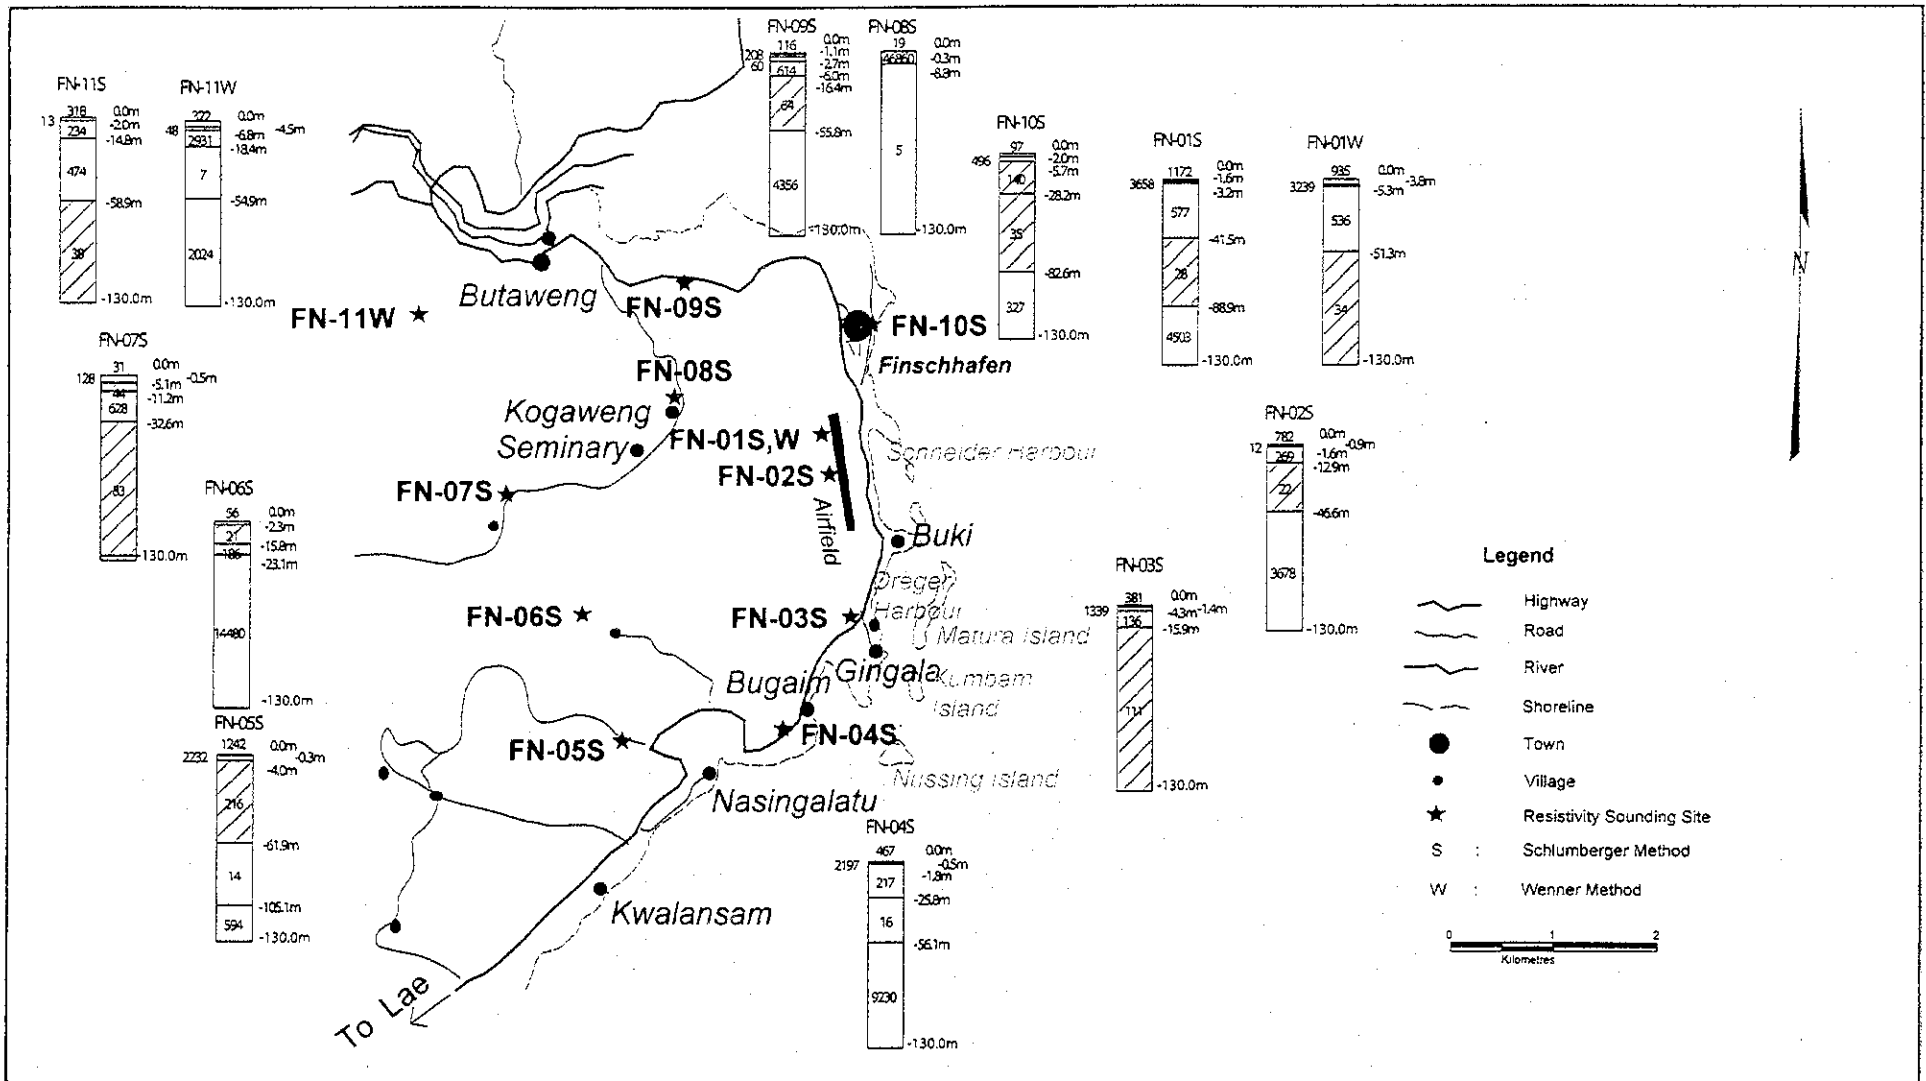 FN-09S
116
208
60
614
64
4356
0.0m
-1.1m
-2.7m
-6.0m
-16.4m
-55.8m
-130.0m
FN-08S
19
46860
5
0.0m
-0.3m
-8.8m
-130.0m
FN-11S
318
13
234
474
38
0.0m
-2.0m
-14.8m
-58.9m
-130.0m
FN-11W
322
48
2931
7
2024
0.0m
-4.5m
-6.8m
-18.4m
-54.9m
-130.0m
FN-10S
97
496
140
35
327
0.0m
-2.0m
-5.7m
-28.2m
-82.6m
-130.0m
FN-01S
1172
3658
577
28
4503
0.0m
-1.6m
-3.2m
-41.5m
-88.9m
-130.0m
FN-01W
935
3239
536
34
0.0m
-3.8m
-5.3m
-51.3m
-130.0m
N
FN-07S
31
128
44
628
83
0.0m
-0.5m
-5.1m
-11.2m
-32.6m
-130.0m
FN-02S
782
12
269
22
3678
0.0m
-0.9m
-1.6m
-12.9m
-46.6m
-130.0m
FN-06S
56
21
186
14480
0.0m
-2.3m
-15.8m
-23.1m
-130.0m
FN-03S
381
1339
136
111
0.0m
-1.4m
-4.3m
-15.9m
-130.0m
FN-05S
1242
2232
216
14
594
0.0m
-0.3m
-4.0m
-61.9m
-105.1m
-130.0m
FN-04S
467
2197
217
16
9230
0.0m
-0.5m
-1.8m
-25.8m
-56.1m
-130.0m
Butaweng
FN-11W
FN-09S
FN-10S
Finschhafen
FN-08S
Kogaweng
Seminary
FN-01S,W
FN-02S
Schneider Harbour
FN-07S
Airfield
Buki
Dreger
Harbour
FN-06S
FN-03S
Matura Island
Gingala
Kumbam
Island
Bugaim
FN-04S
FN-05S
Nussing Island
Nasingalatu
Kwalansam
To Lae
Legend
Highway
Road
River
Shoreline
Town
Village
Resistivity Sounding Site
S : Schlumberger Method
W : Wenner Method
0 1 2
Kilometres